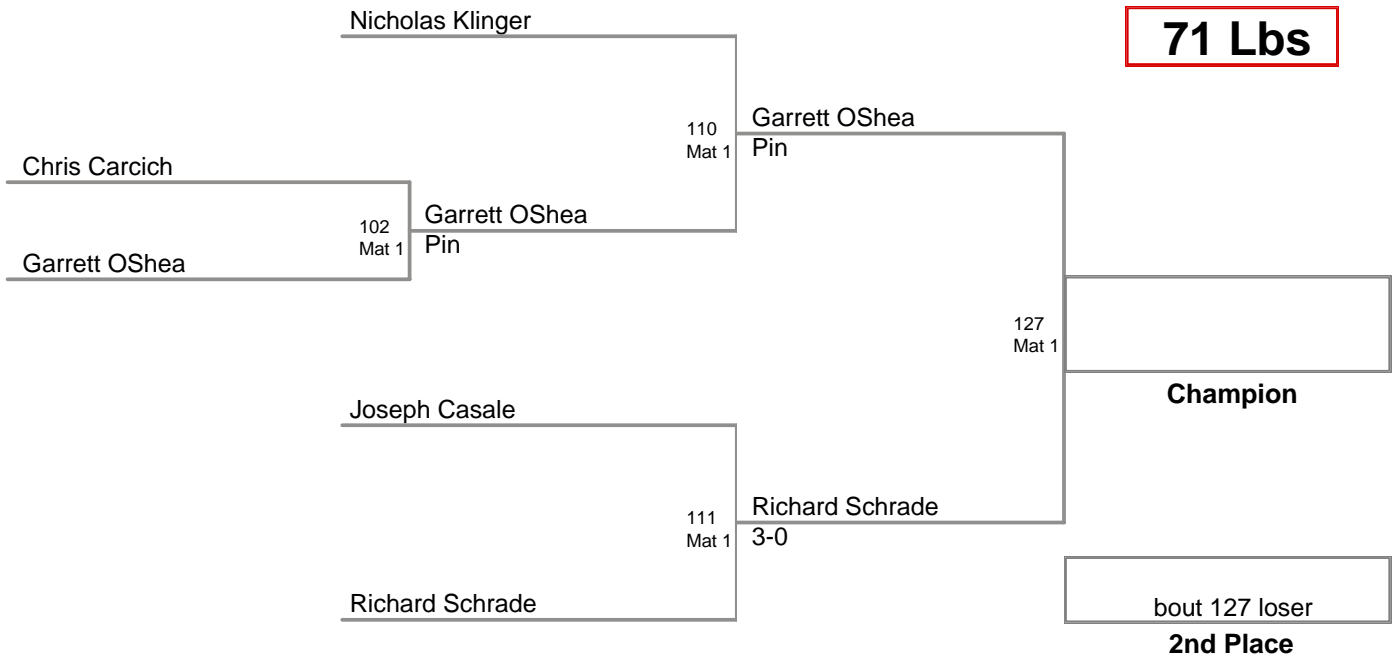 Nicholas Klinger
71 Lbs
110
Mat 1
Garrett OShea
Pin
Chris Carcich
102
Mat 1
Garrett OShea
Pin
Garrett OShea
127
Mat 1
Champion
Joseph Casale
111
Mat 1
Richard Schrade
3-0
Richard Schrade
bout 127 loser
2nd Place